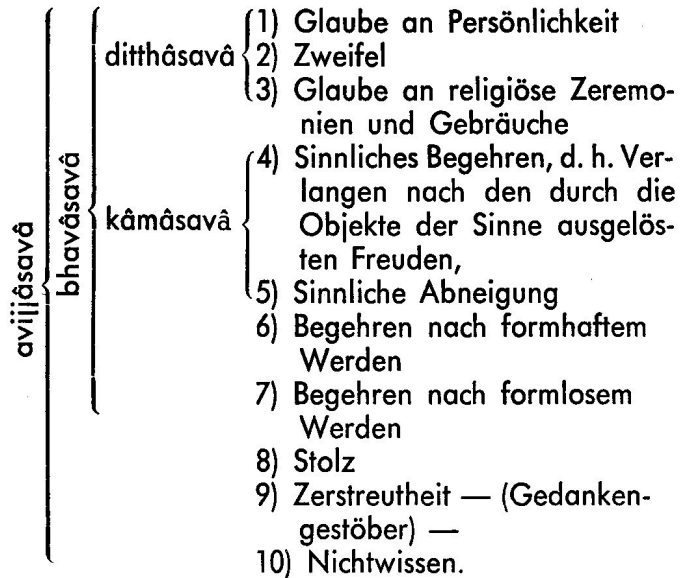 avijjâsavâ
bhavâsavâ
ditthâsavâ
1) Glaube an Persönlichkeit
2) Zweifel
3) Glaube an religiöse Zeremo-
nien und Gebräuche
kâmâsavâ
4) Sinnliches Begehren, d. h. Ver-
langen nach den durch die
Objekte der Sinne ausgelös-
ten Freuden,
5) Sinnliche Abneigung
6) Begehren nach formhaftem
Werden
7) Begehren nach formlosem
Werden
8) Stolz
9) Zerstreutheit — (Gedanken-
gestöber) —
10) Nichtwissen.